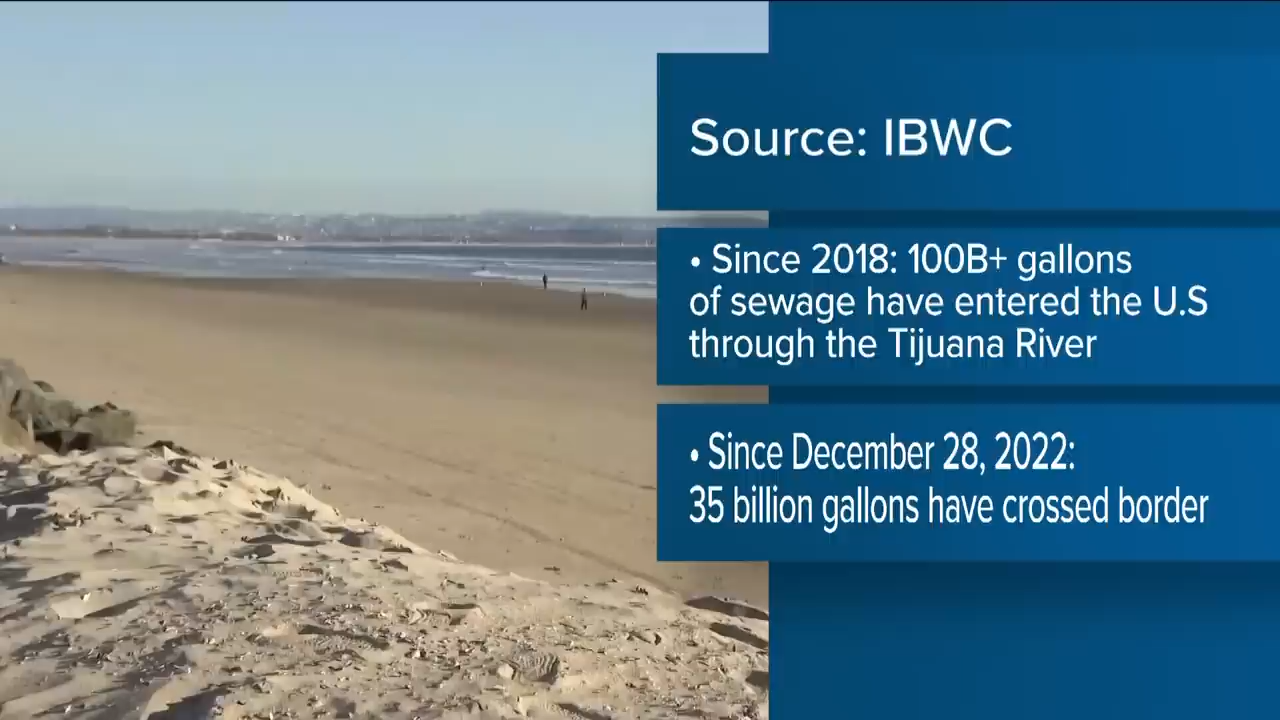 Source: IBWC
• Since 2018: 100B+ gallons
of sewage have entered the U.S
through the Tijuana River
• Since December 28, 2022:
35 billion gallons have crossed border